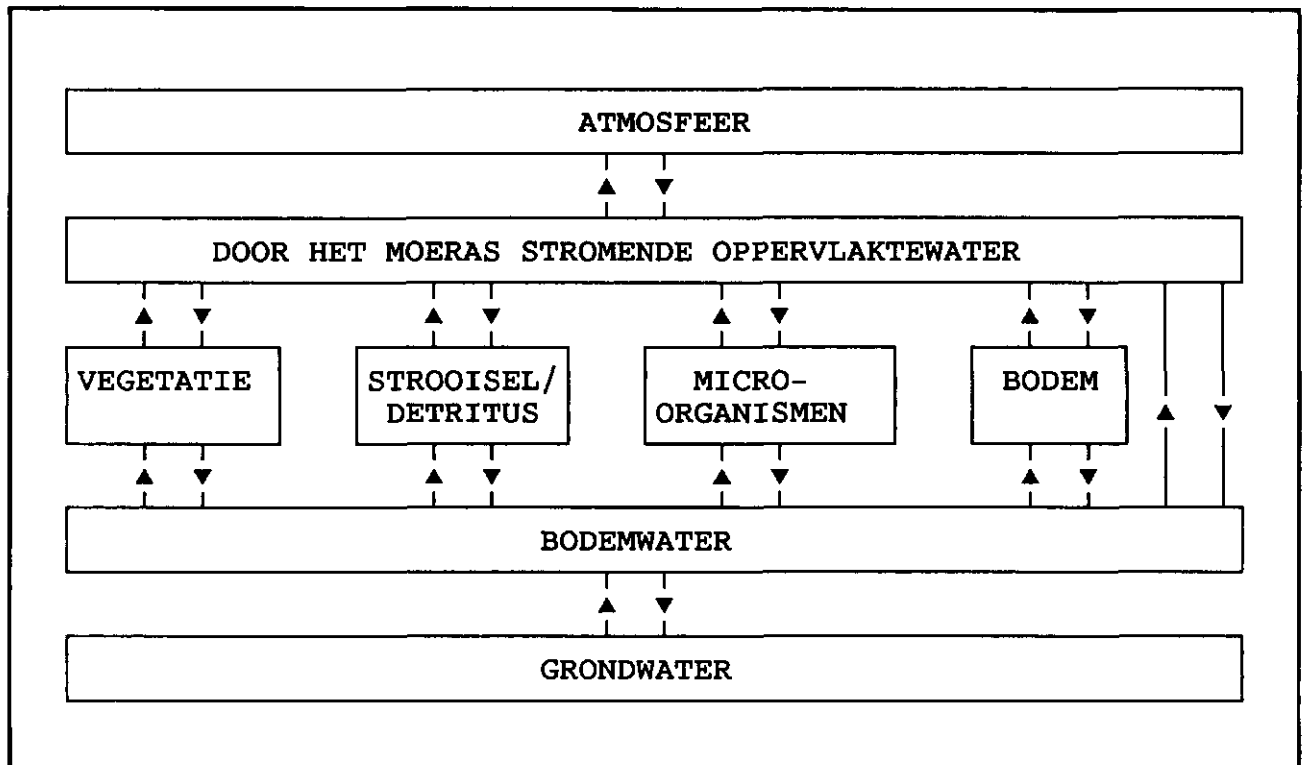 ATMOSFEER
DOOR HET MOERAS STROMENDE OPPERVLAKTEWATER
VEGETATIE
STROOISEL/
DETRITUS
MICRO-
ORGANISMEN
BODEM
BODEMWATER
GRONDWATER